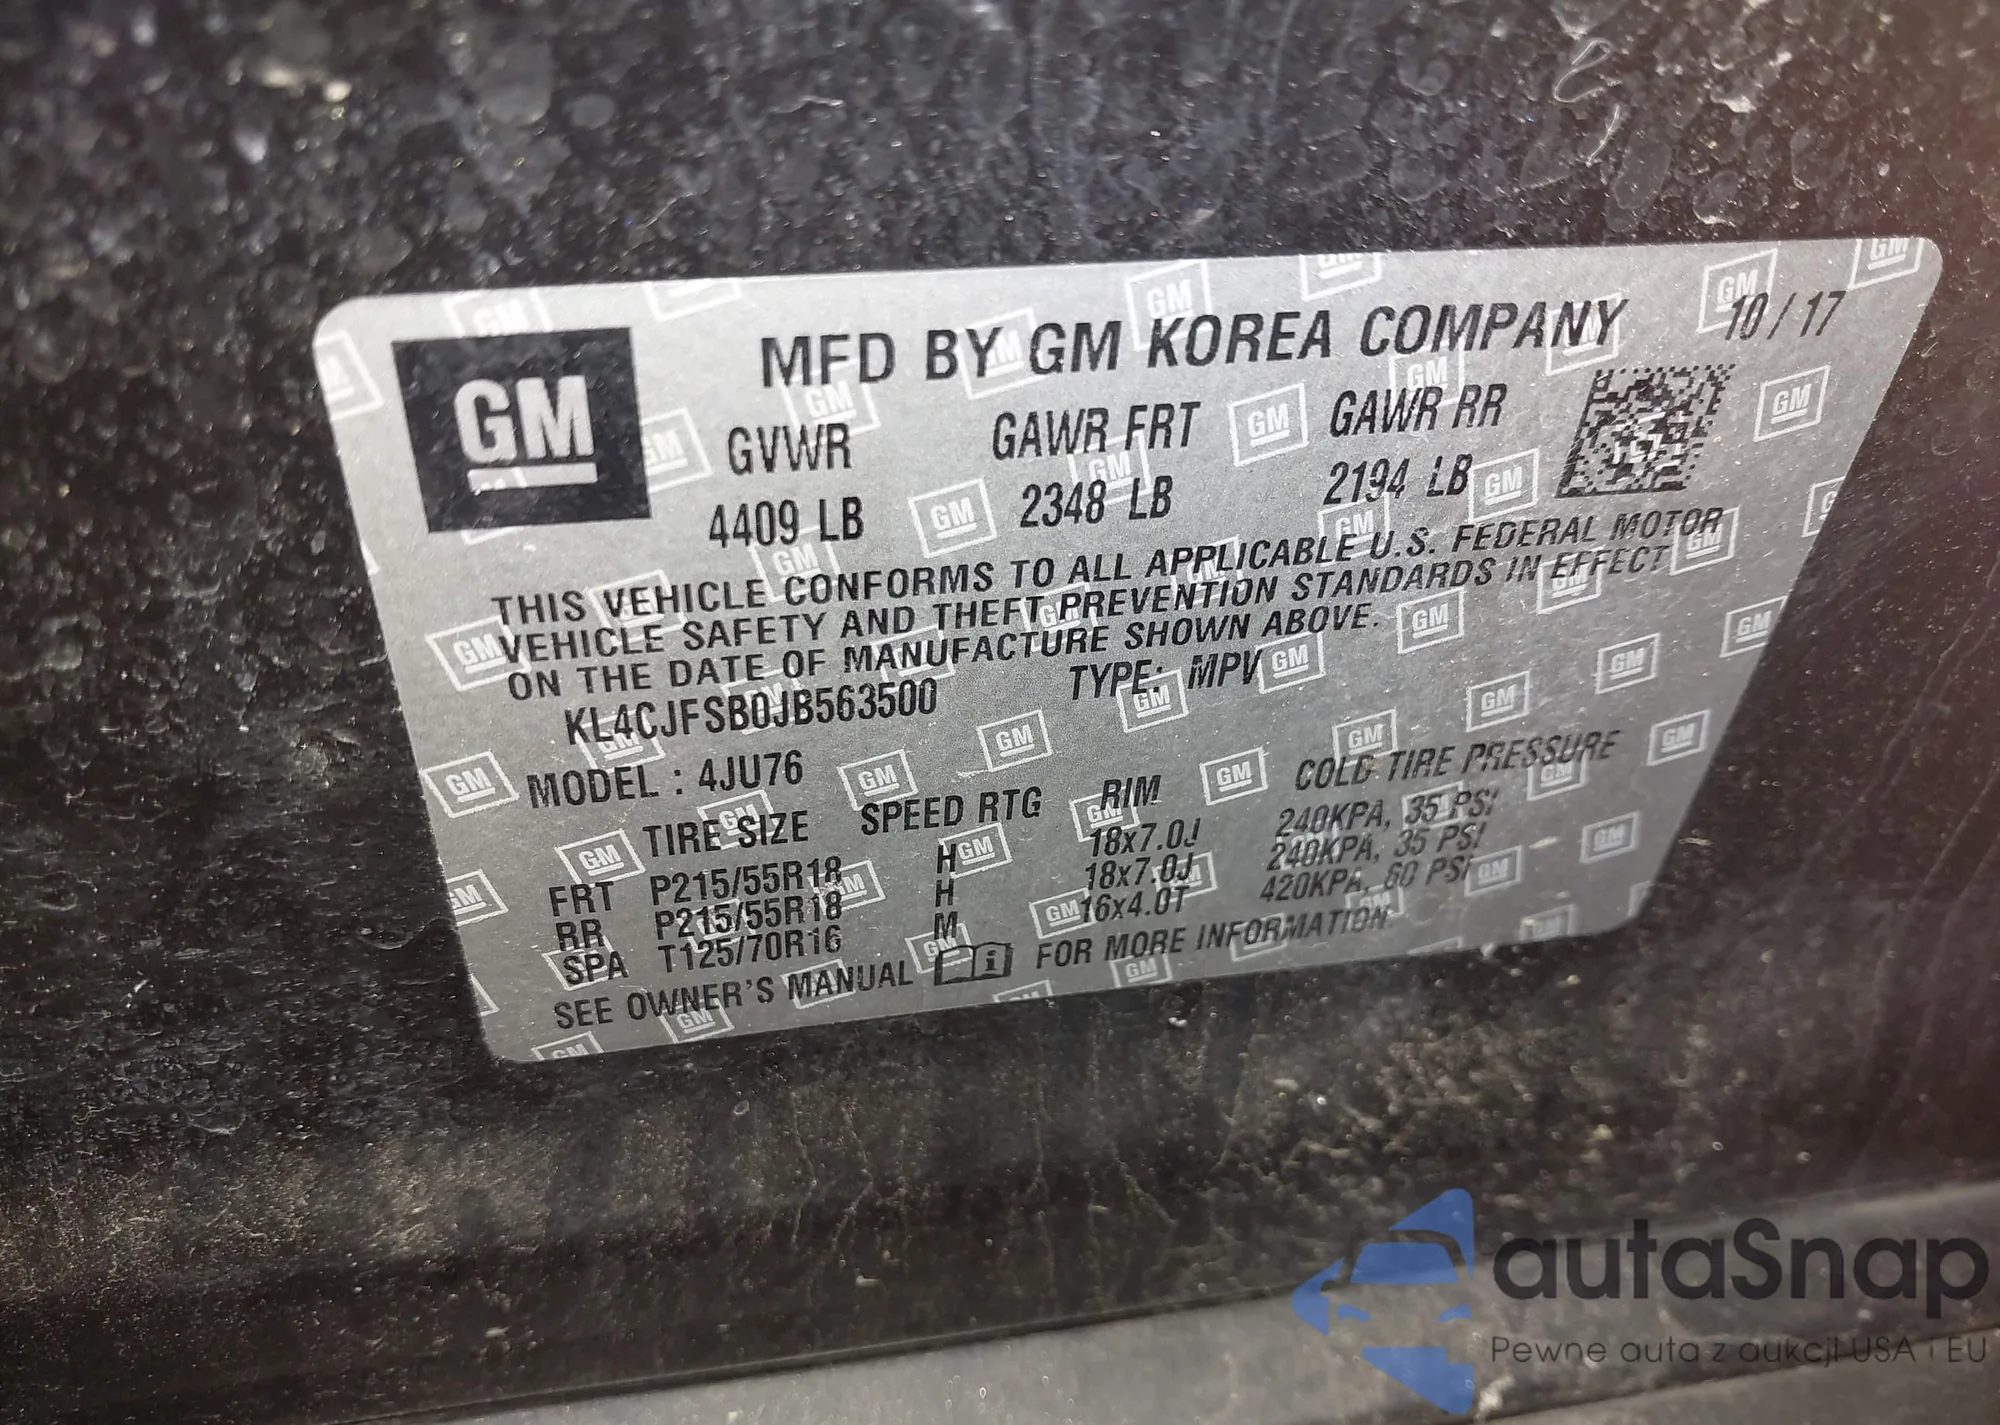 GM
MFD BY GM KOREA COMPANY 10/17
GVWR GAWR FRT GAWR RR
4409 LB 2348 LB 2194 LB
THIS VEHICLE CONFORMS TO ALL APPLICABLE U.S. FEDERAL MOTOR
VEHICLE SAFETY AND THEFT PREVENTION STANDARDS IN EFFECT
ON THE DATE OF MANUFACTURE SHOWN ABOVE.
KL4CJFSB0JB563500 TYPE: MPV
MODEL : 4JU76
TIRE SIZE SPEED RTG RIM COLD TIRE PRESSURE
FRT P215/55R18 H 18x7.0J 240KPA, 35 PSI
RR P215/55R18 H 18x7.0J 240KPA, 35 PSI
SPA T125/70R16 M 16x4.0T 420KPA, 60 PSI
SEE OWNER'S MANUAL i FOR MORE INFORMATION.
autaSnap
Pewne auta z aukcji USA i EU